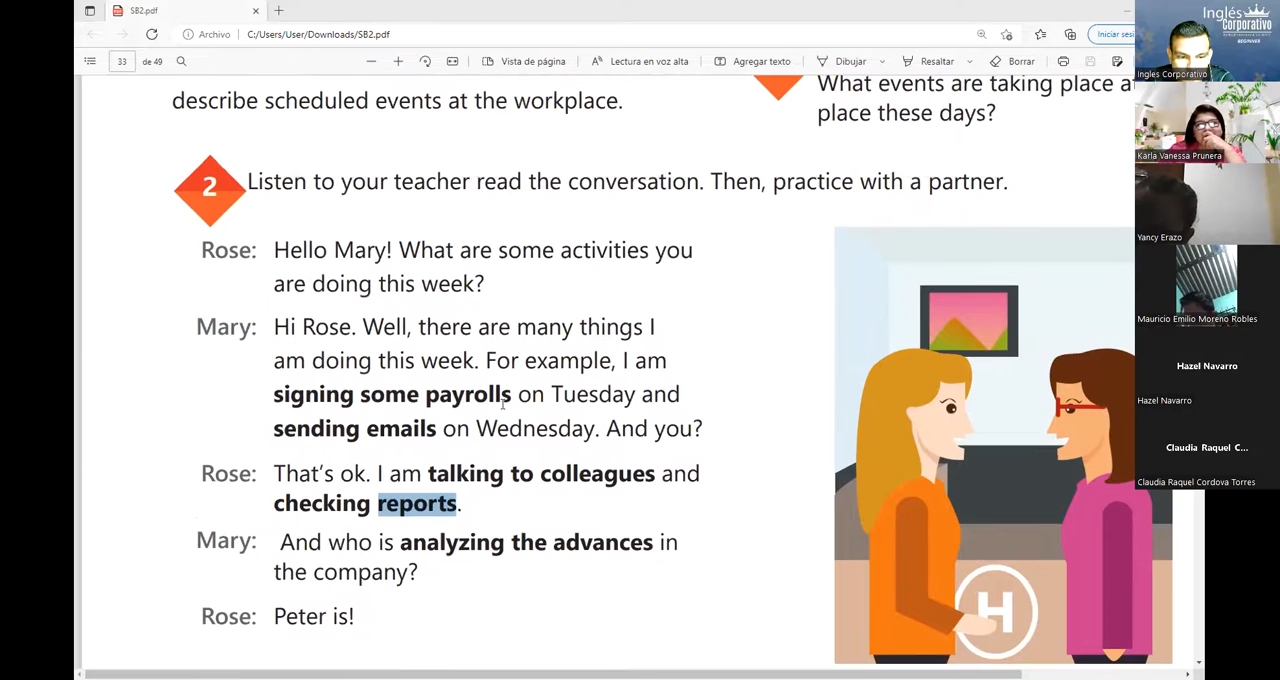 SB2.pdf
Archivo
C:/Users/User/Downloads/SB2.pdf
Iniciar sesi
33 de 49
Vista de página
Lectura en voz alta
Agregar texto
Dibujar
Resaltar
Borrar
describe scheduled events at the workplace.
What events are taking place a
place these days?
2
Listen to your teacher read the conversation. Then, practice with a partner.
Rose: Hello Mary! What are some activities you
are doing this week?
Mary: Hi Rose. Well, there are many things I
am doing this week. For example, I am
signing some payrolls on Tuesday and
sending emails on Wednesday. And you?
Rose: That's ok. I am talking to colleagues and
checking reports.
Mary: And who is analyzing the advances in
the company?
Rose: Peter is!
H
Inglés
Corporativo
BEGINNER
Ingles Corporativo
Karla Vanessa Prunera
Yancy Erazo
Mauricio Emilio Moreno Robles
Hazel Navarro
Hazel Navarro
Claudia Raquel C...
Claudia Raquel Cordova Torres